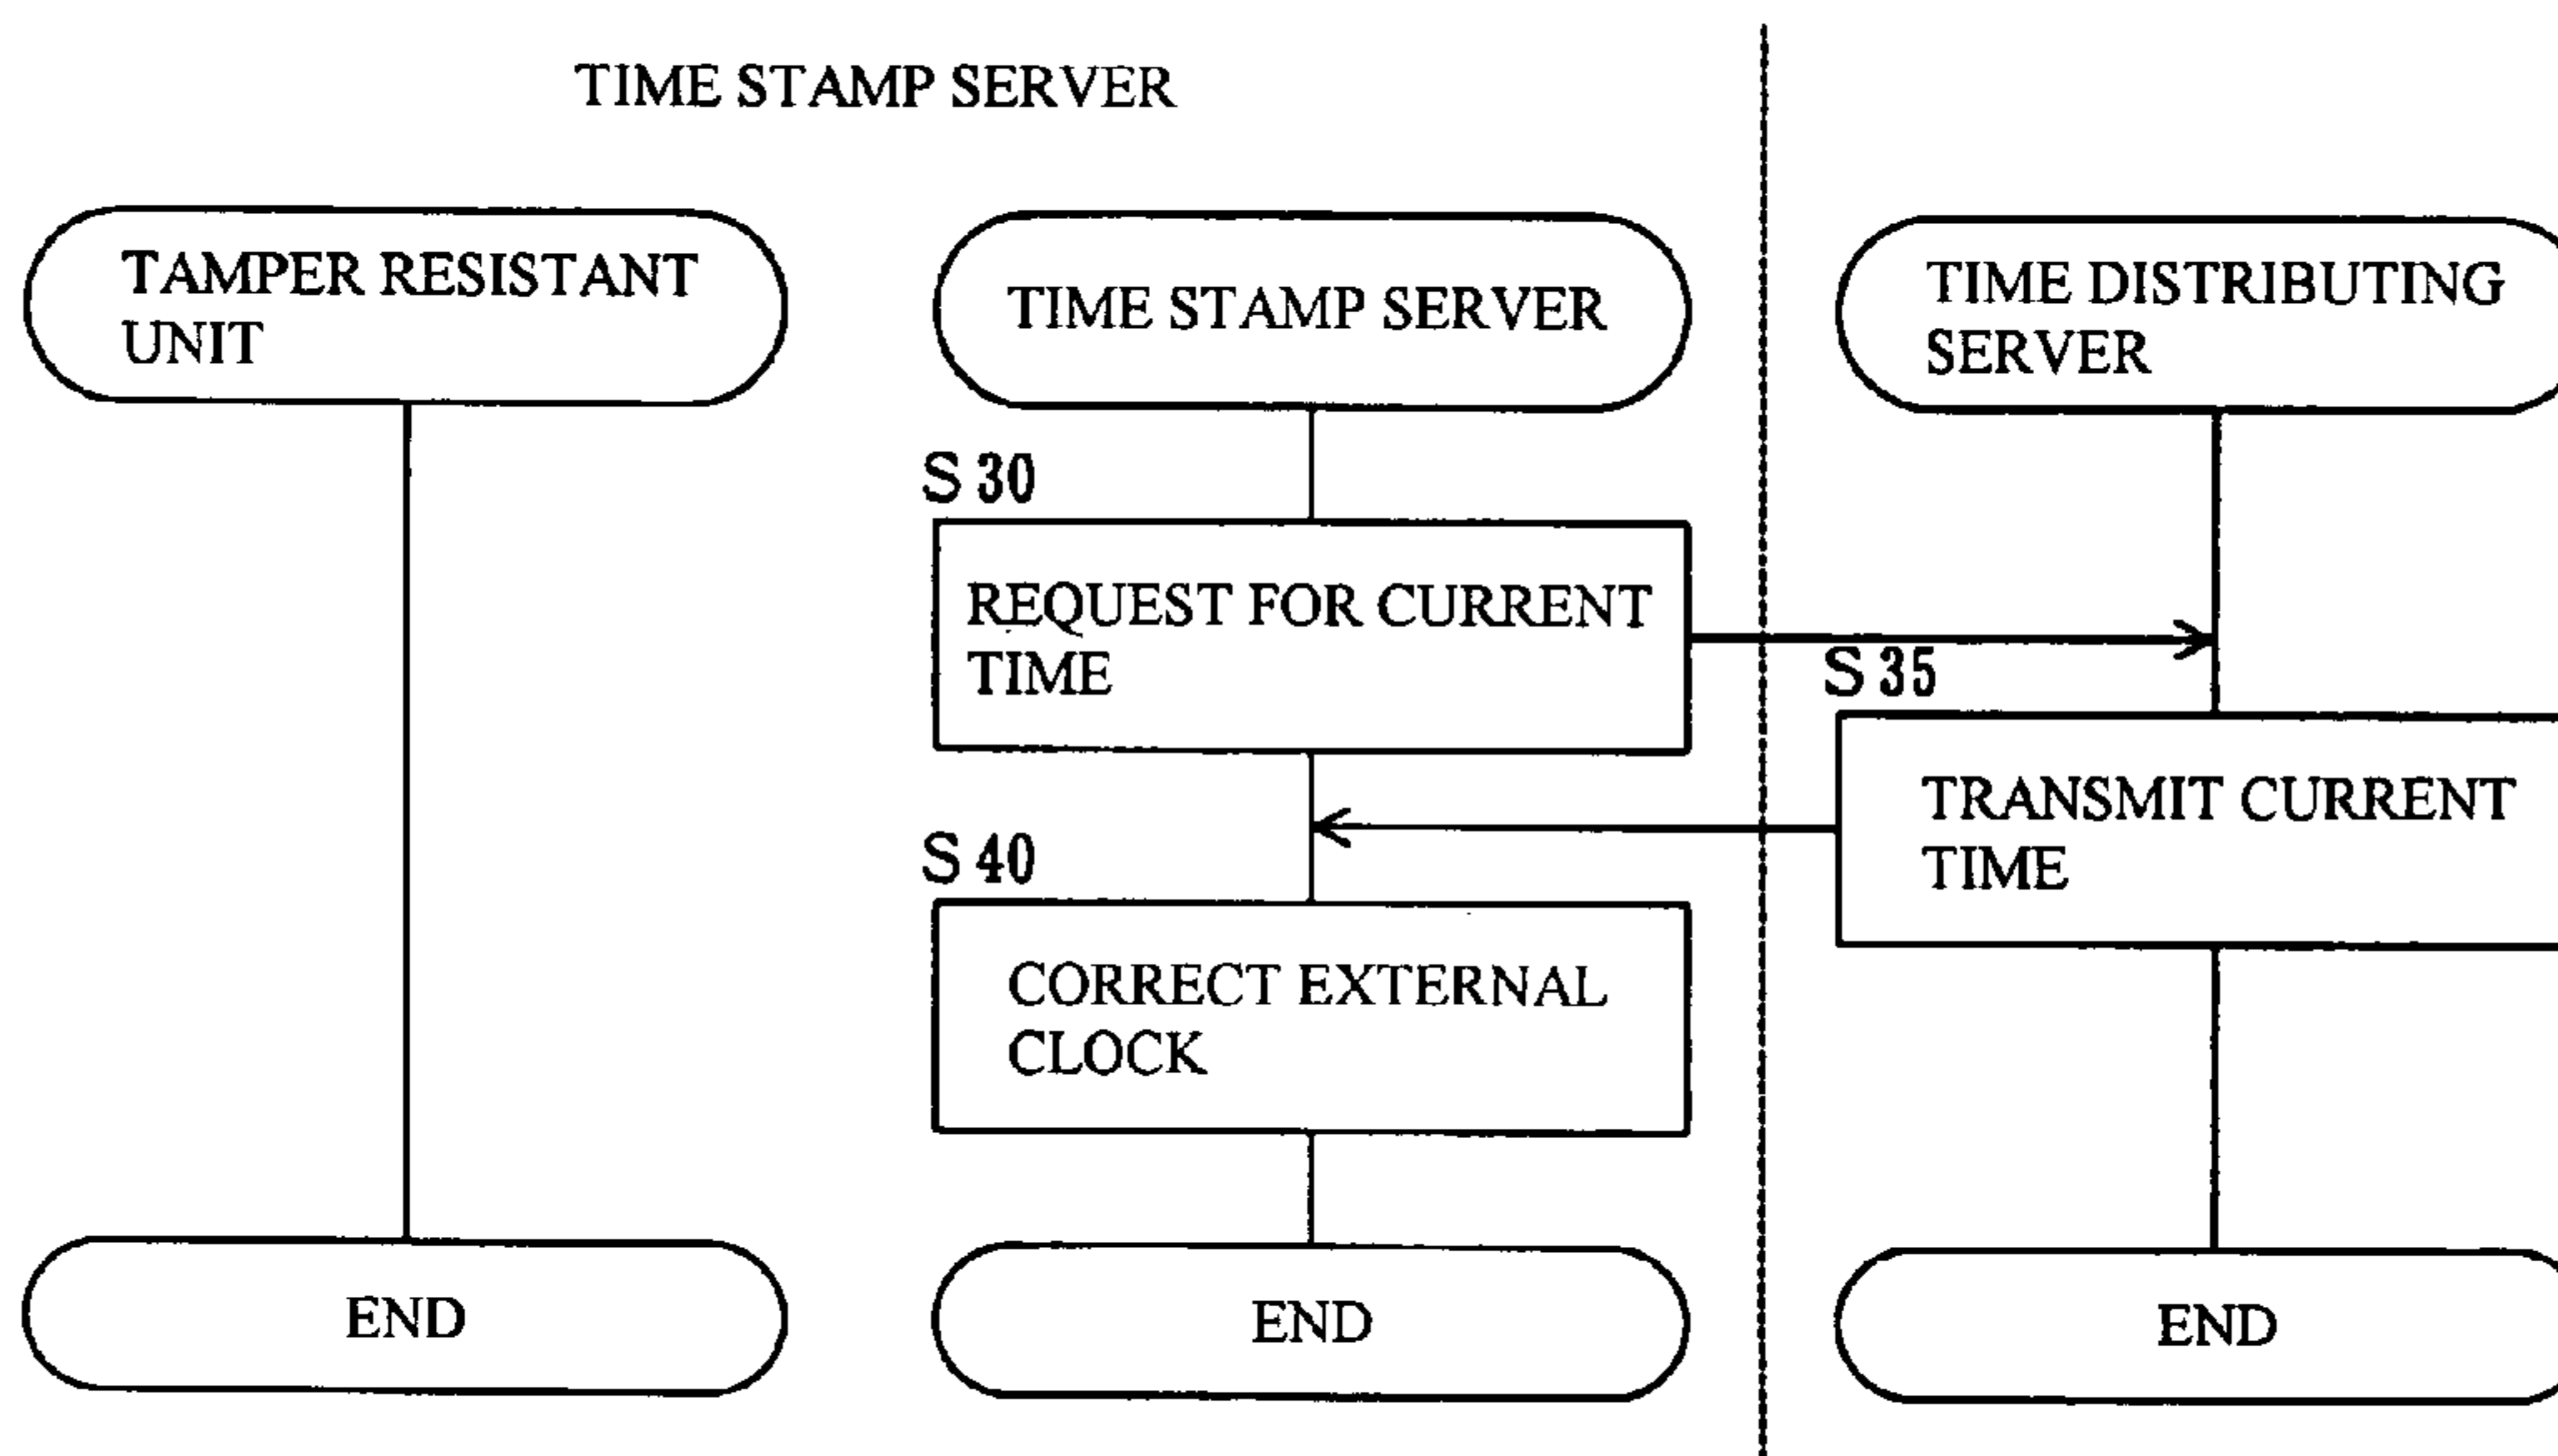 TIME STAMP SERVER
TAMPER RESISTANT
UNIT
TIME STAMP SERVER
TIME DISTRIBUTING
SERVER
S 30
REQUEST FOR CURRENT
TIME
S 35
TRANSMIT CURRENT
TIME
S 40
CORRECT EXTERNAL
CLOCK
END
END
END